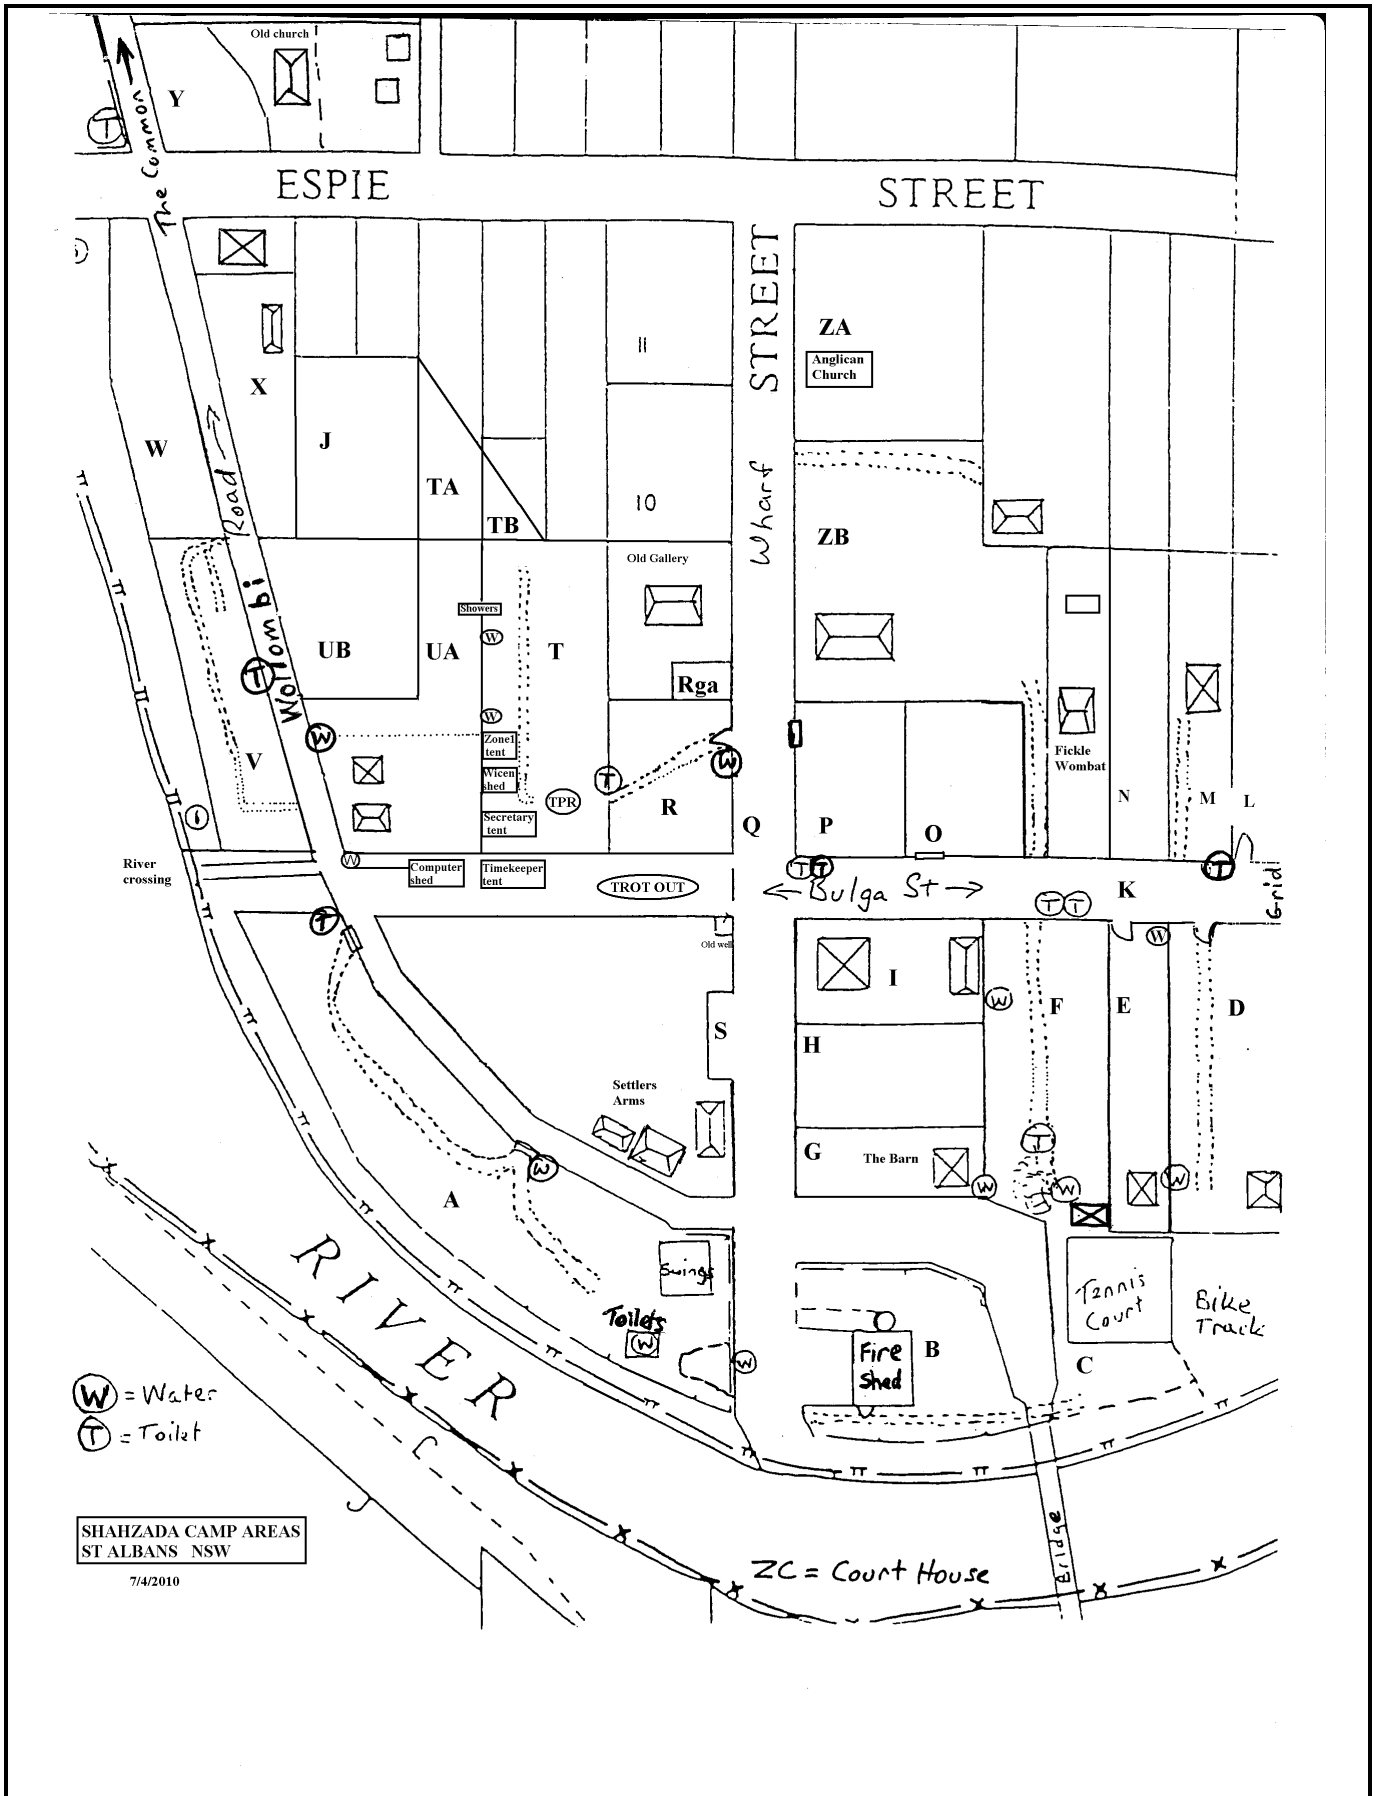 Old church
Y
T
The Common
ESPIE STREET
STREET
Wharf
ZA
Anglican
Church
11
X
J
W
Road
TA
10
TB
ZB
Old Gallery
Showers
W
UB
UA
T
T
Wollombi
Rga
W
W
Zone1
tent
W
V
Wicen
shed
T
TPR
R
Q
P
O
Fickle
Wombat
N
M
L
Secretary
tent
River
crossing
W
Computer
shed
Timekeeper
tent
TROT OUT
T
T
Bulga St
T
T
K
T
Grid
T
Old well
W
I
W
F
E
D
S
H
Settlers
Arms
T
G
The Barn
W
W
W
T
W
A
RIVER
Swings
Tennis
Court
Bike
Track
Toilets
W
W
Fire
Shed
B
C
W = Water
T = Toilet
Bridge
SHAHZADA CAMP AREAS
ST ALBANS NSW
7/4/2010
ZC = Court House